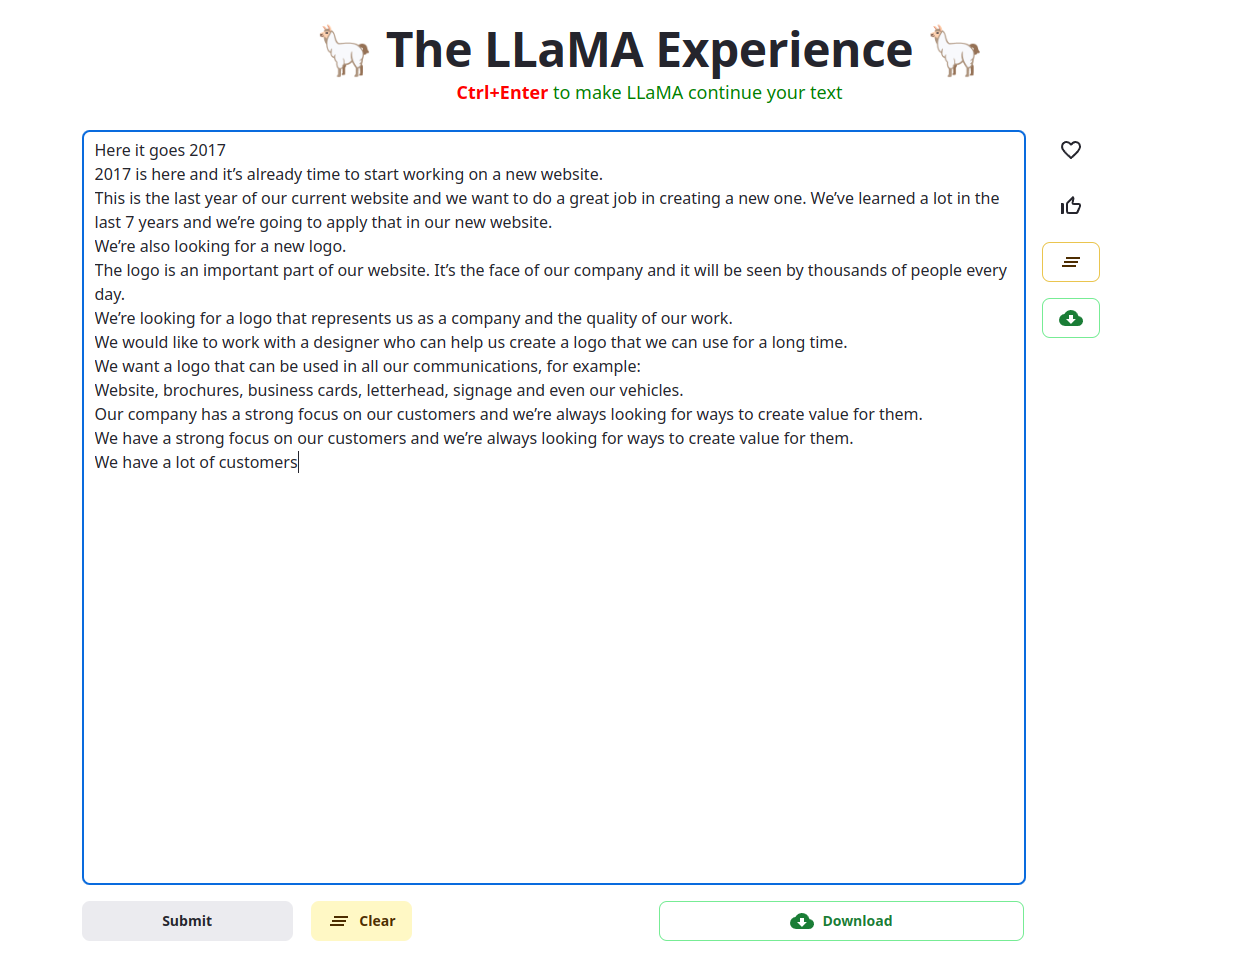 The LLaMA Experience
Ctrl+Enter to make LLaMA continue your text
Here it goes 2017
2017 is here and it’s already time to start working on a new website.
This is the last year of our current website and we want to do a great job in creating a new one. We’ve learned a lot in the
last 7 years and we’re going to apply that in our new website.
We’re also looking for a new logo.
The logo is an important part of our website. It’s the face of our company and it will be seen by thousands of people every
day.
We’re looking for a logo that represents us as a company and the quality of our work.
We would like to work with a designer who can help us create a logo that we can use for a long time.
We want a logo that can be used in all our communications, for example:
Website, brochures, business cards, letterhead, signage and even our vehicles.
Our company has a strong focus on our customers and we’re always looking for ways to create value for them.
We have a strong focus on our customers and we’re always looking for ways to create value for them.
We have a lot of customers
Submit
Clear
Download